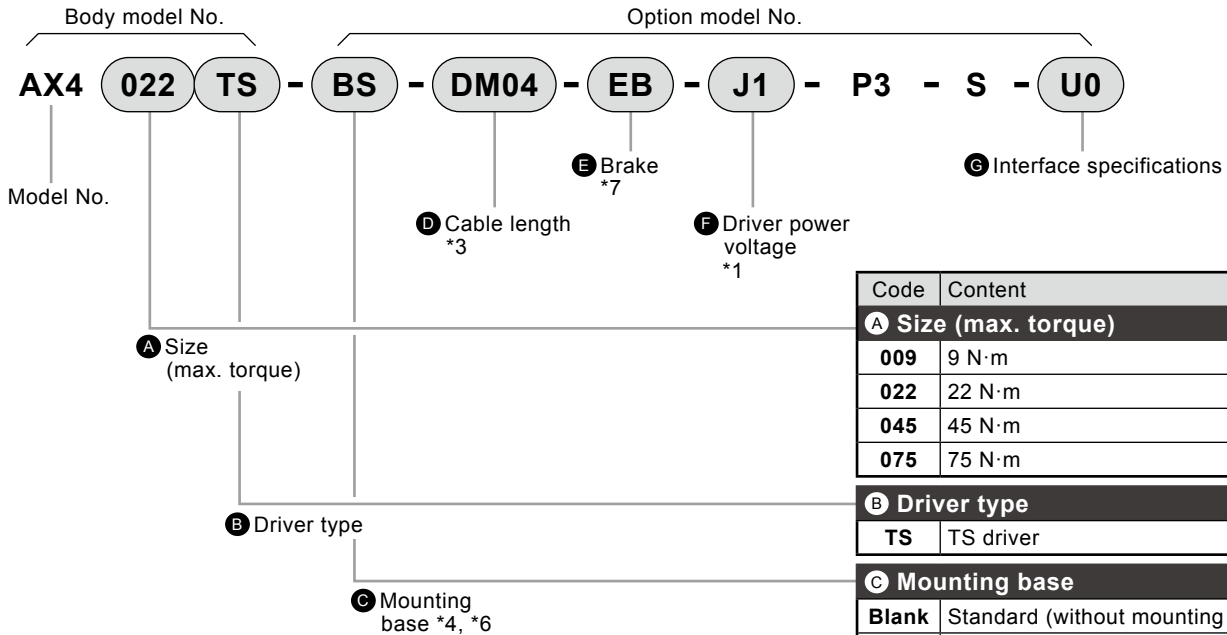 Body model No.
Option model No.
AX4 022 TS - BS - DM04 - EB - J1 - P3 - S - U0
Model No.
E Brake
*7
G Interface specifications
D Cable length
*3
F Driver power
voltage
*1
A Size
(max. torque)
B Driver type
C Mounting
base *4, *6
Code Content
A Size (max. torque)
009 9 N·m
022 22 N·m
045 45 N·m
075 75 N·m
B Driver type
TS TS driver
C Mounting base
Blank Standard (without mounting